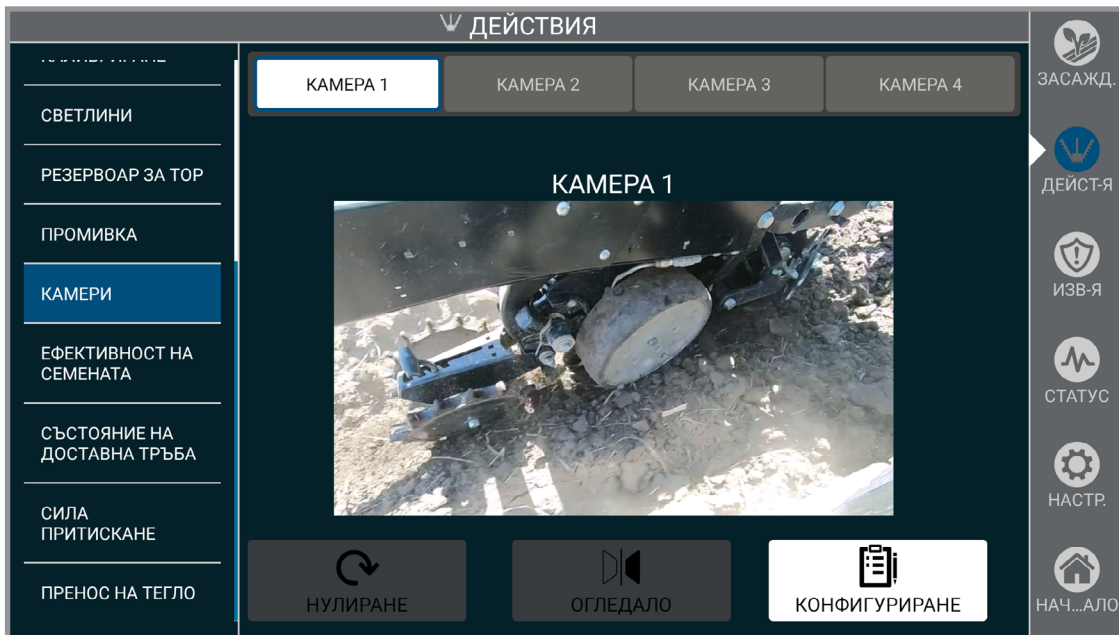 ДЕЙСТВИЯ
СВЕТЛИНИ
РЕЗЕРВОАР ЗА ТОР
ПРОМИВКА
КАМЕРИ
ЕФЕКТИВНОСТ НА
СЕМЕНАТА
СЪСТОЯНИЕ НА
ДОСТАВНА ТРЪБА
СИЛА
ПРИТИСКАНЕ
ПРЕНОС НА ТЕГЛО
КАМЕРА 1
КАМЕРА 2
КАМЕРА 3
КАМЕРА 4
КАМЕРА 1
НУЛИРАНЕ
ОГЛЕДАЛО
КОНФИГУРИРАНЕ
ЗАСАЖД.
ДЕЙСТ-Я
ИЗВ-Я
СТАТУС
НАСТР.
НАЧ...АЛО